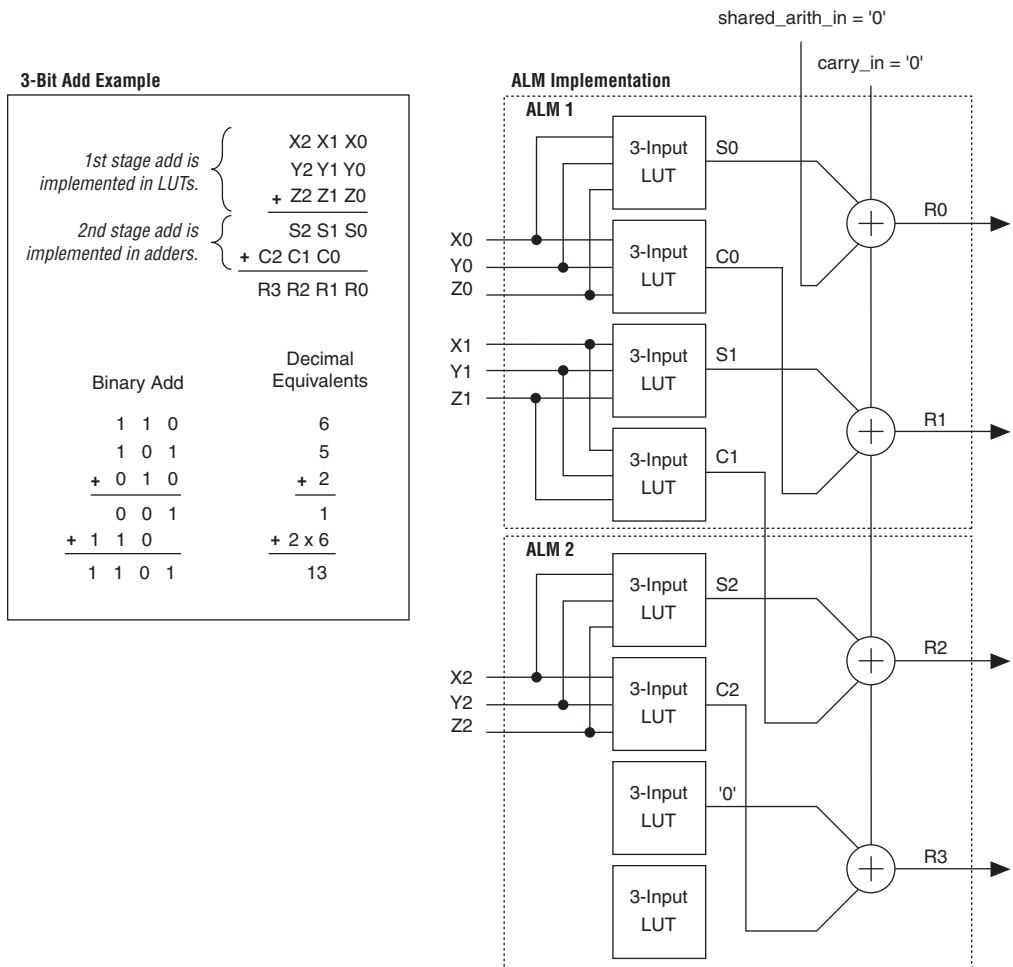 shared_arith_in = '0'
carry_in = '0'
3-Bit Add Example
1st stage add is
implemented in LUTs.
X2 X1 X0
Y2 Y1 Y0
+ Z2 Z1 Z0
2nd stage add is
implemented in adders.
S2 S1 S0
+ C2 C1 C0
R3 R2 R1 R0
Binary Add
1 1 0
1 0 1
+ 0 1 0
0 0 1
+ 1 1 0
1 1 0 1
Decimal
Equivalents
6
5
+ 2
1
+ 2 x 6
13
ALM Implementation
ALM 1
X0
Y0
Z0
X1
Y1
Z1
3-Input
LUT
S0
3-Input
LUT
C0
3-Input
LUT
S1
3-Input
LUT
C1
R0
R1
ALM 2
X2
Y2
Z2
3-Input
LUT
S2
3-Input
LUT
C2
3-Input
LUT
'0'
3-Input
LUT
R2
R3